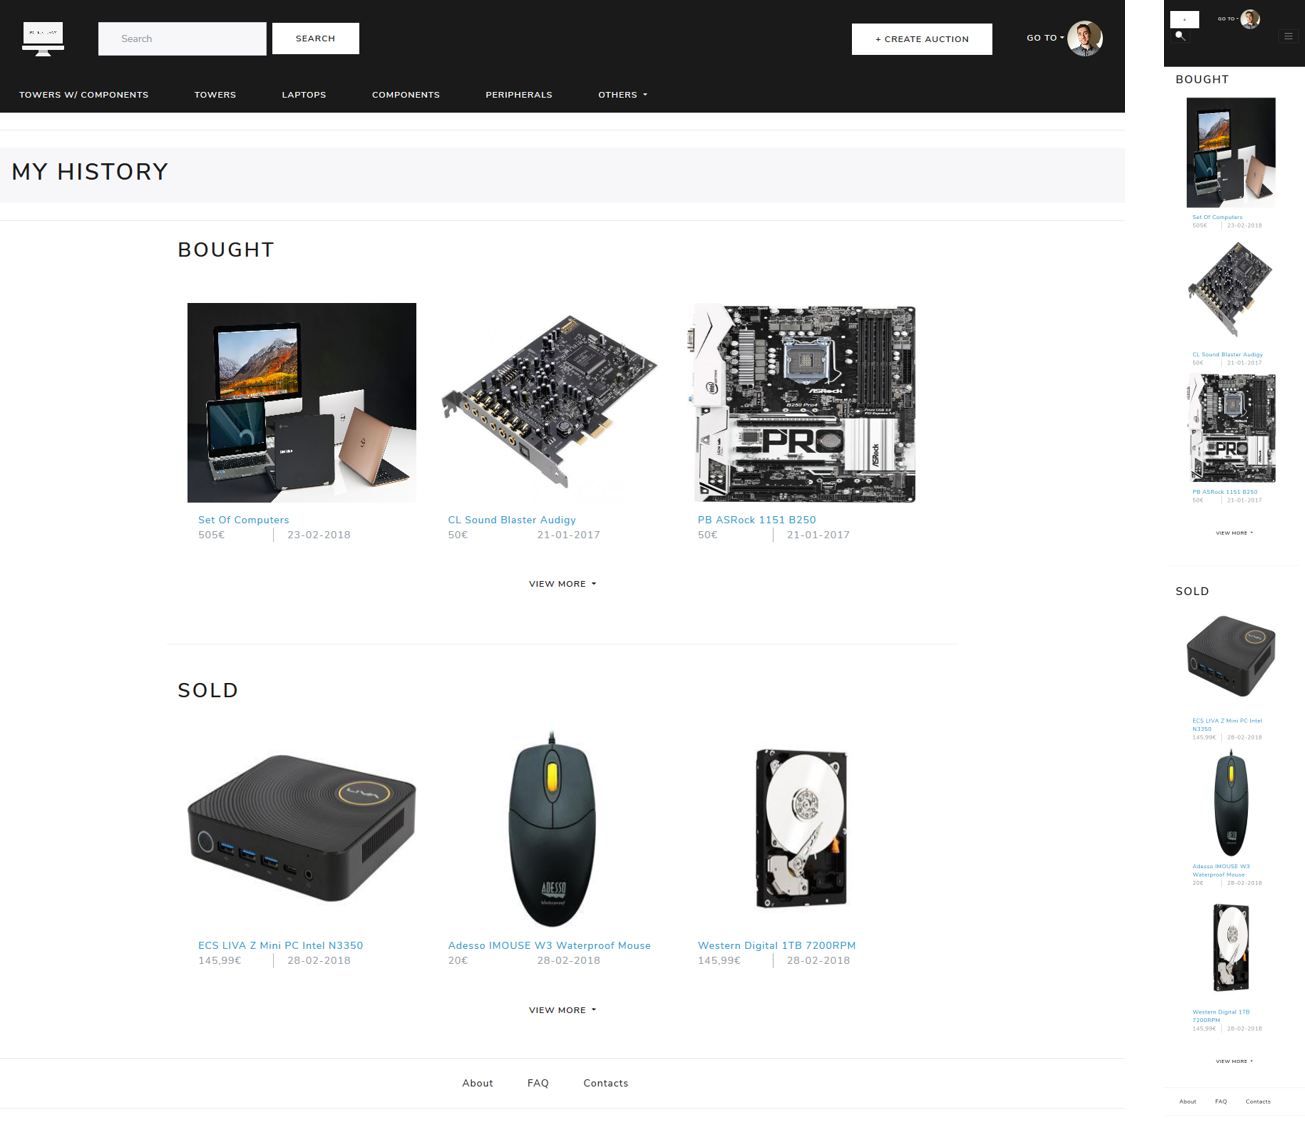 Search
SEARCH
+ CREATE AUCTION
GO TO
TOWERS W/ COMPONENTS
TOWERS
LAPTOPS
COMPONENTS
PERIPHERALS
OTHERS
MY HISTORY
BOUGHT
PRO
ASRock
Set Of Computers
505€
23-02-2018
CL Sound Blaster Audigy
50€
21-01-2017
PB ASRock 1151 B250
50€
21-01-2017
VIEW MORE
SOLD
LIVA
ADESSO
ECS LIVA Z Mini PC Intel N3350
145,99€
28-02-2018
Adesso IMOUSE W3 Waterproof Mouse
20€
28-02-2018
Western Digital 1TB 7200RPM
145,99€
28-02-2018
VIEW MORE
About
FAQ
Contacts
+
GO TO
BOUGHT
Set Of Computers
505€
23-02-2018
CL Sound Blaster Audigy
50€
21-01-2017
PRO
PB ASRock 1151 B250
50€
21-01-2017
VIEW MORE
SOLD
ECS LIVA Z Mini PC Intel
N3350
145,99€
28-02-2018
Adesso IMOUSE W3
Waterproof Mouse
20€
28-02-2018
Western Digital 1TB
7200RPM
145,99€
28-02-2018
VIEW MORE
About
FAQ
Contacts